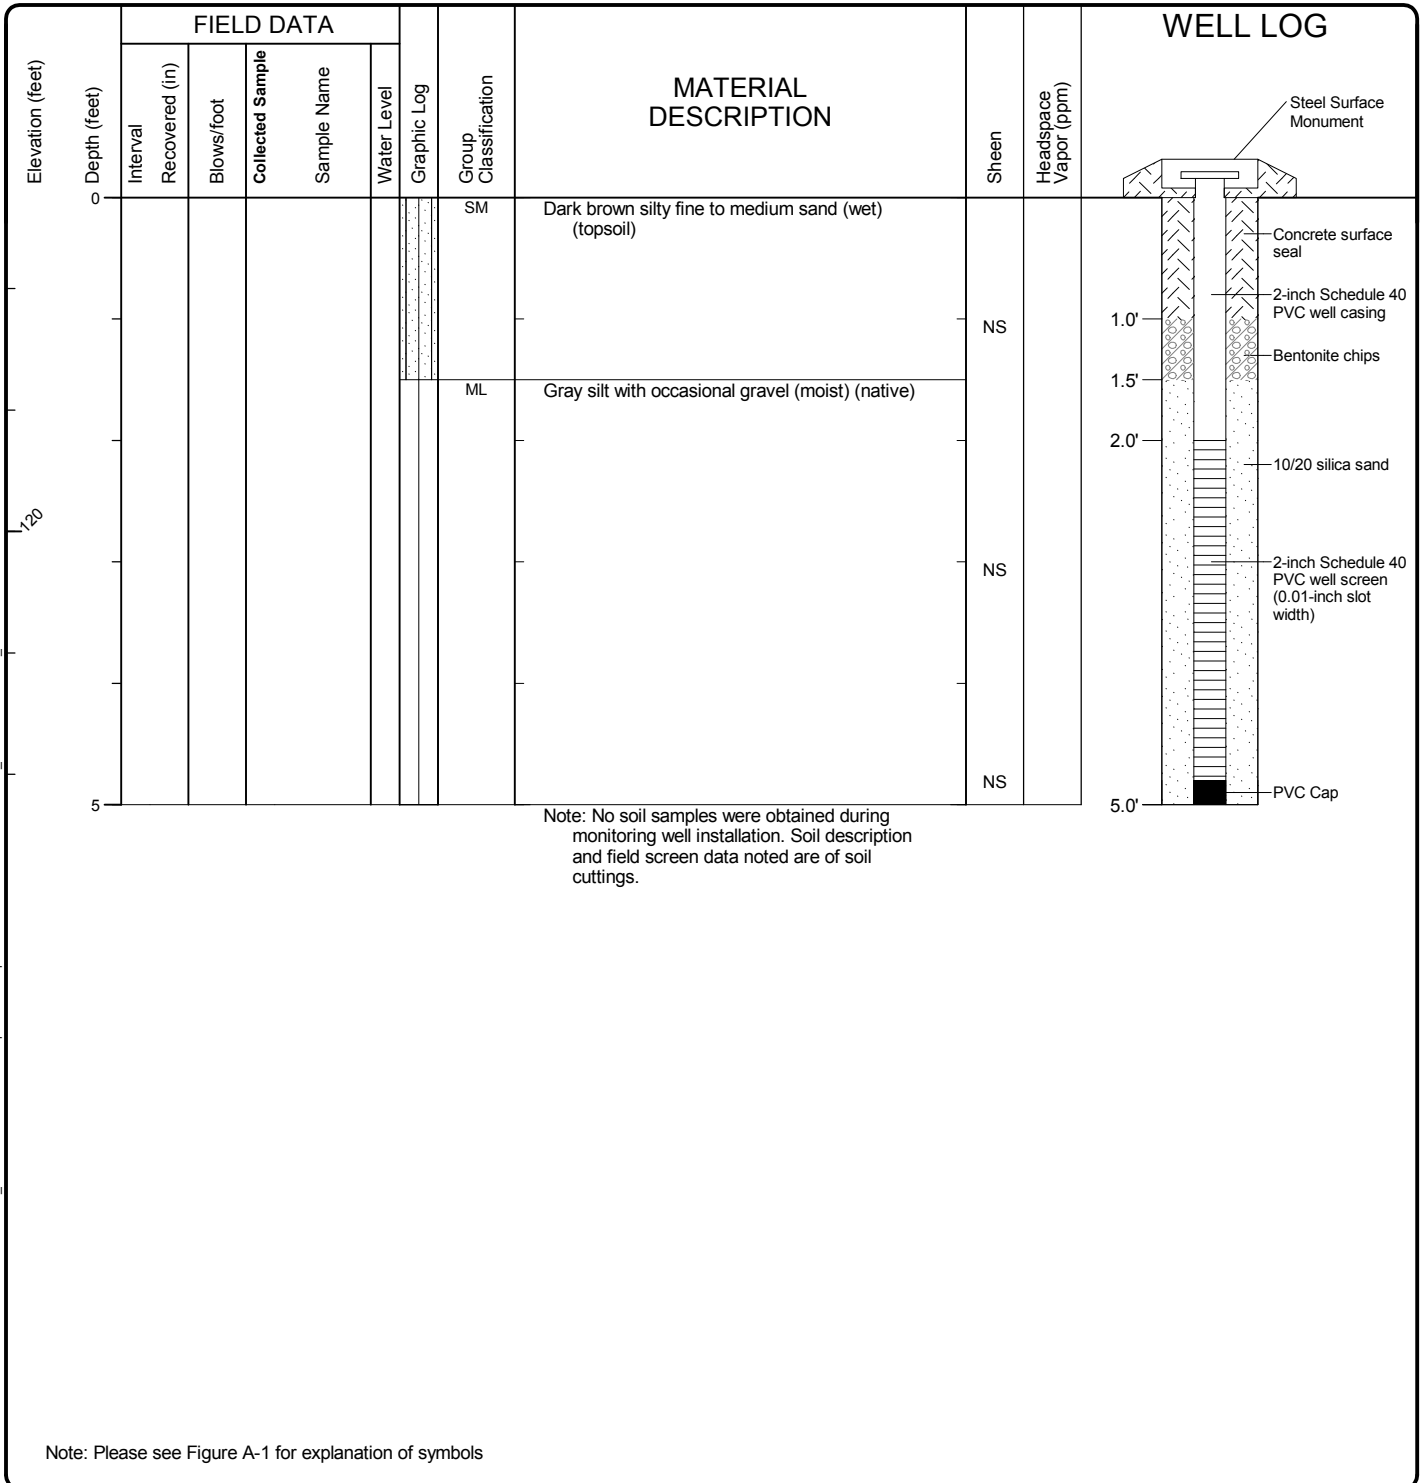 FIELD DATA
WELL LOG
Elevation (feet)
Depth (feet)
Interval
Recovered (in)
Blows/foot
Collected Sample
Sample Name
Water Level
Graphic Log
Group
Classification
MATERIAL
DESCRIPTION
Sheen
Headspace
Vapor (ppm)
Steel Surface
Monument
0
SM
Dark brown silty fine to medium sand (wet)
(topsoil)
Concrete surface
seal
2-inch Schedule 40
PVC well casing
NS
1.0'
Bentonite chips
1.5'
ML
Gray silt with occasional gravel (moist) (native)
2.0'
10/20 silica sand
120
NS
2-inch Schedule 40
PVC well screen
(0.01-inch slot
width)
NS
PVC Cap
5
5.0'
Note: No soil samples were obtained during
monitoring well installation. Soil description
and field screen data noted are of soil
cuttings.
Note: Please see Figure A-1 for explanation of symbols